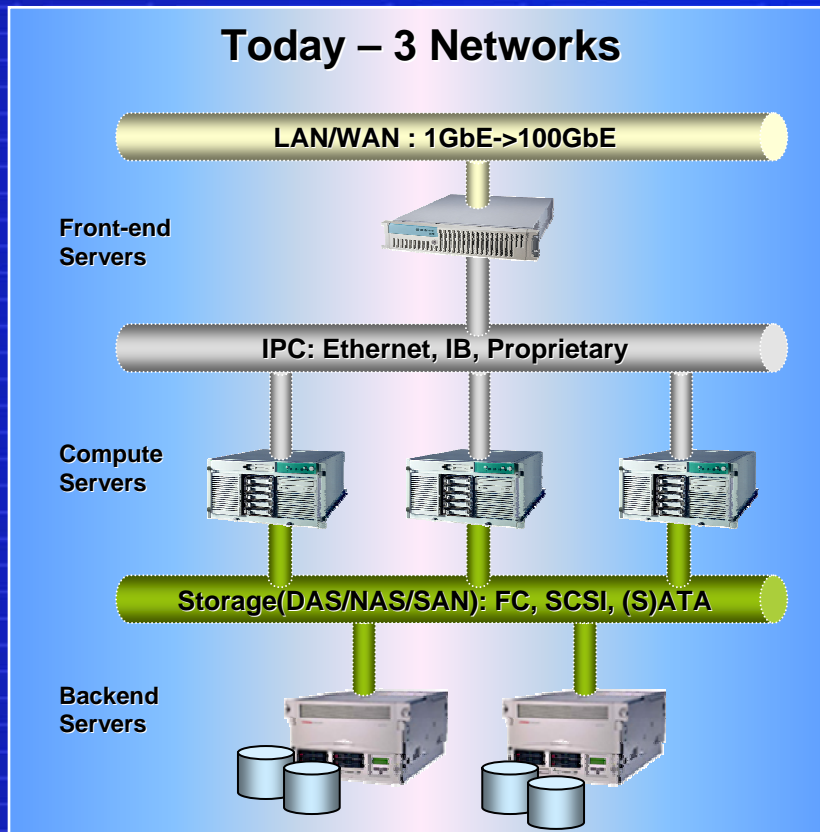 Today – 3 Networks
LAN/WAN : 1GbE->100GbE
Front-end
Servers
IPC: Ethernet, IB, Proprietary
Compute
Servers
Storage(DAS/NAS/SAN): FC, SCSI, (S)ATA
Backend
Servers